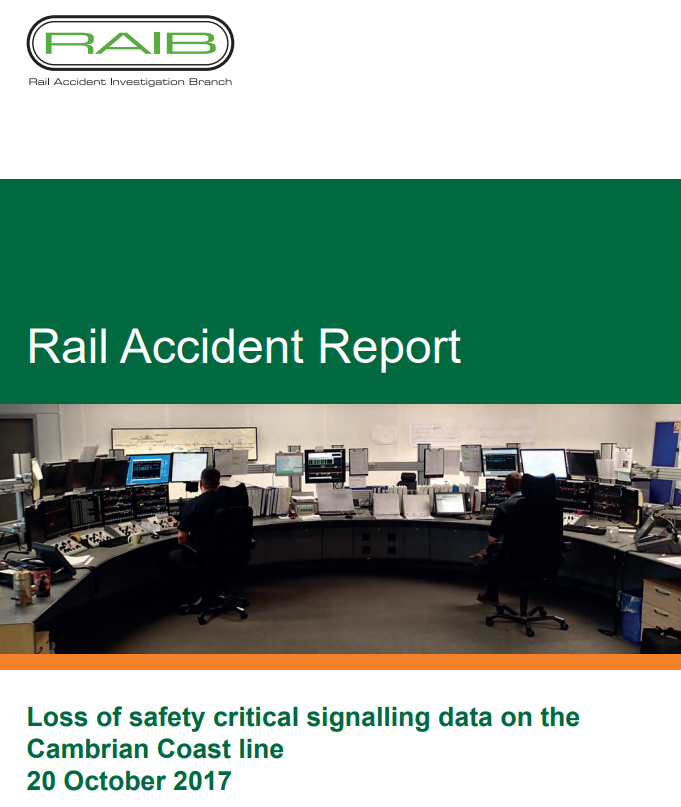 RAIB
Rail Accident Investigation Branch
Rail Accident Report
Loss of safety critical signalling data on the
Cambrian Coast line
20 October 2017